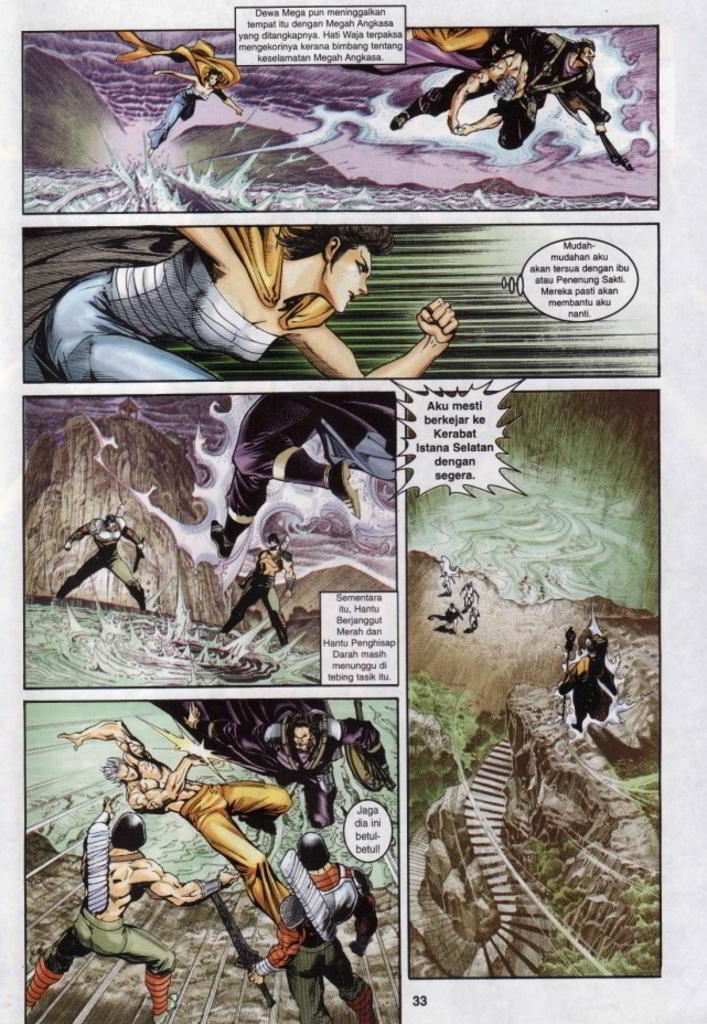 Dewa Mega pun meninggalkan
tempat itu dengan Megah Angkasa
yang ditangkapnya. Hati Waja terpaksa
mengekorinya kerana bimbang tentang
keselamatan Megah Angkasa.
Mudah-
mudahan aku
akan tersua dengan ibu
atau Penenung Sakti.
Mereka pasti akan
membantu aku
nanti.
Sementara
itu, Hantu
Berjanggut
Merah dan
Hantu Penghisap
Darah masih
menunggu di
tebing tasik itu.
Aku mesti
berkejar ke
Kerabat
Istana Selatan
dengan
segera.
Jaga
dia ini
betul-
betul!
33